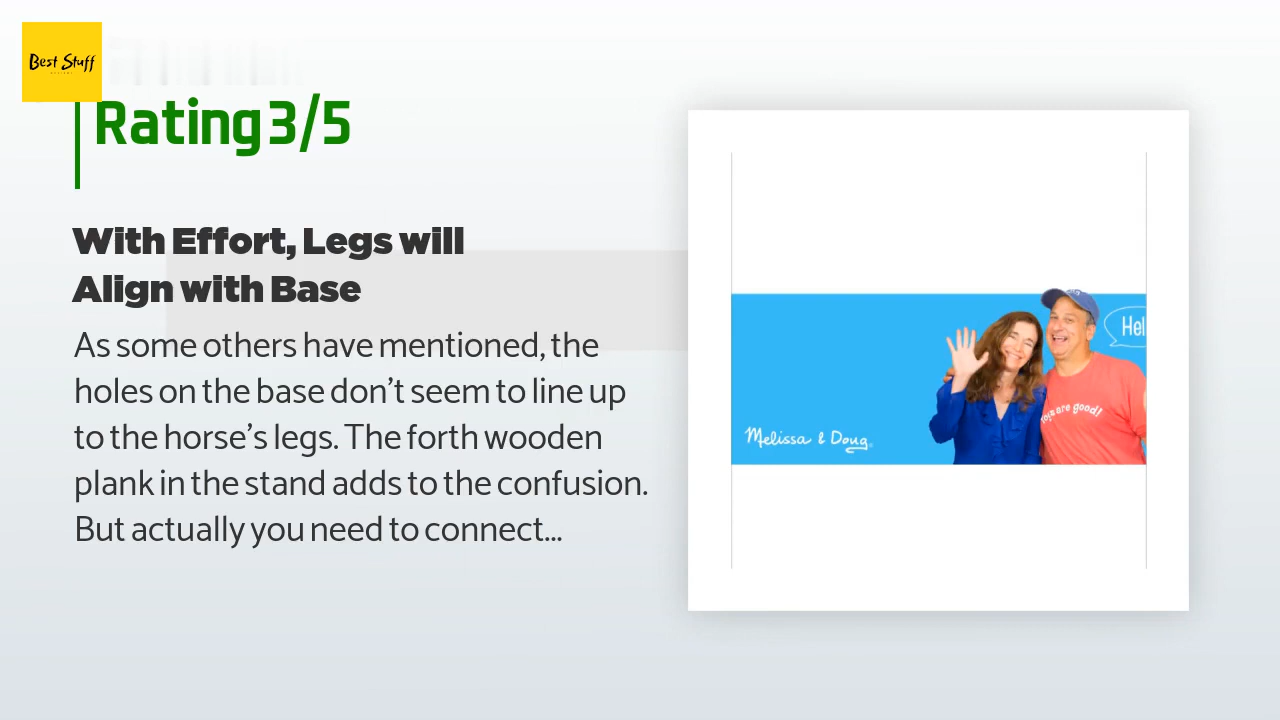 Best Stuff
Rating 3/5
With Effort, Legs will
Align with Base
As some others have mentioned, the
holes on the base don't seem to line up
to the horse's legs. The forth wooden
plank in the stand adds to the confusion.
But actually you need to connect...
Hel
are good!
Melissa & Doug